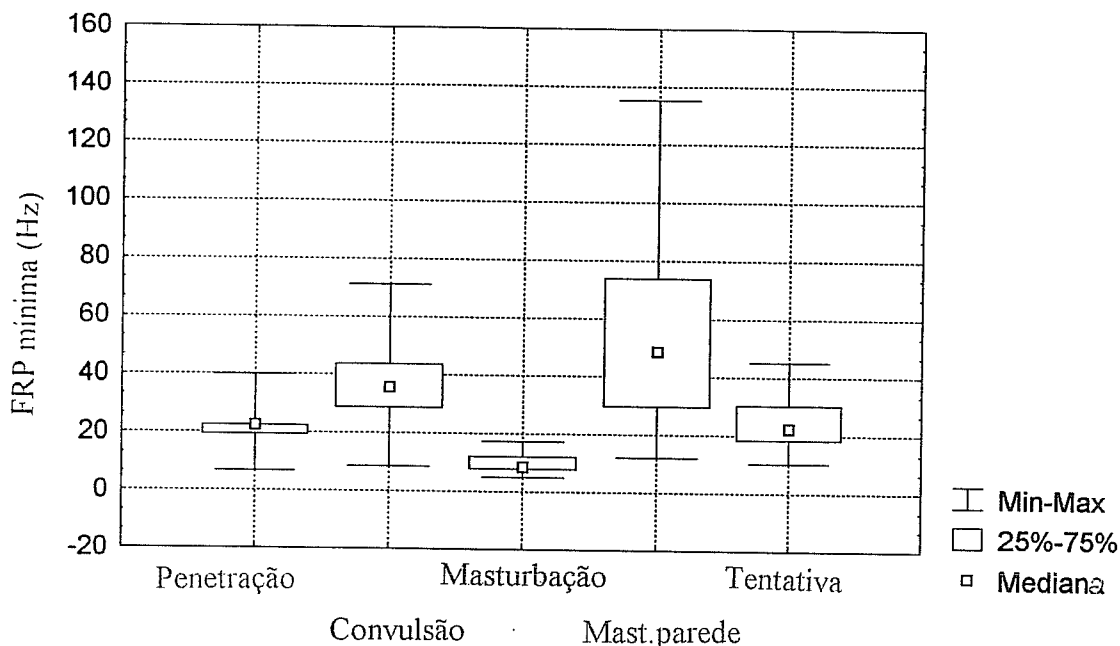 160
140
120
100
80
60
40
20
0
-20
FRP mínima (Hz)
Penetração
Masturbação
Tentativa
Convulsão
Mast.parede
Min-Max
25%-75%
Mediana